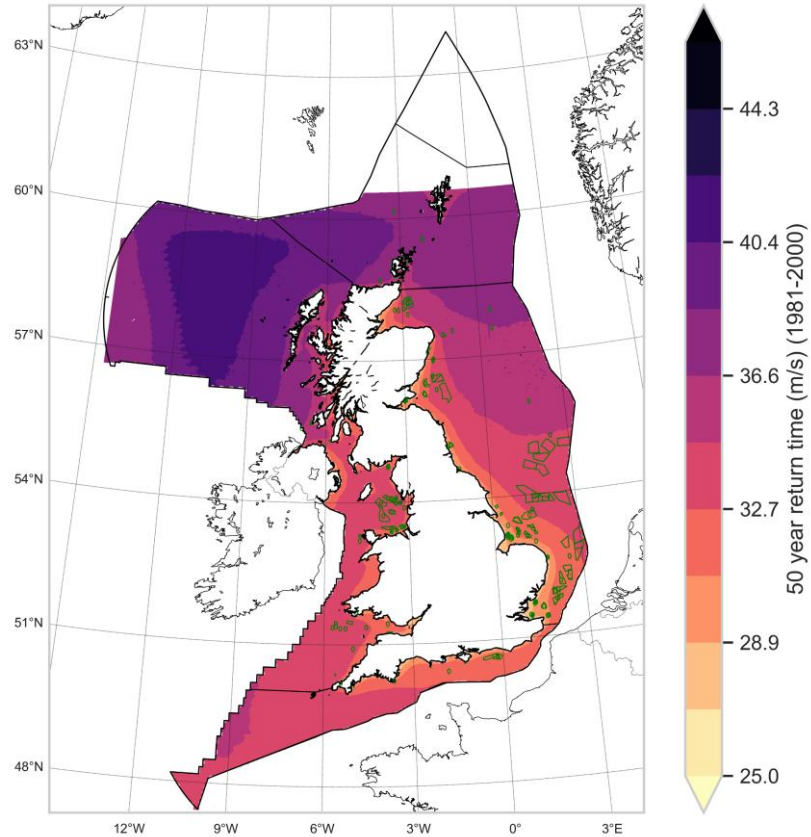 63°N
60°N
57°N
54°N
51°N
48°N
12°W
9°W
6°W
3°W
0°
3°E
44.3
40.4
36.6
32.7
28.9
25.0
50 year return time (m/s) (1981-2000)